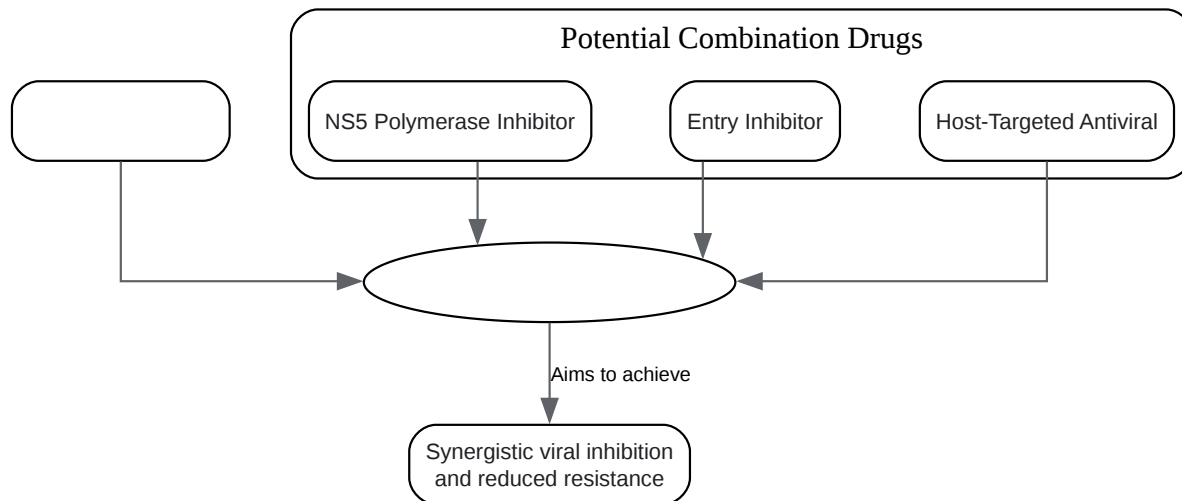 Potential Combination Drugs
NS5 Polymerase Inhibitor
Entry Inhibitor
Host-Targeted Antiviral
Aims to achieve
Synergistic viral inhibition
and reduced resistance